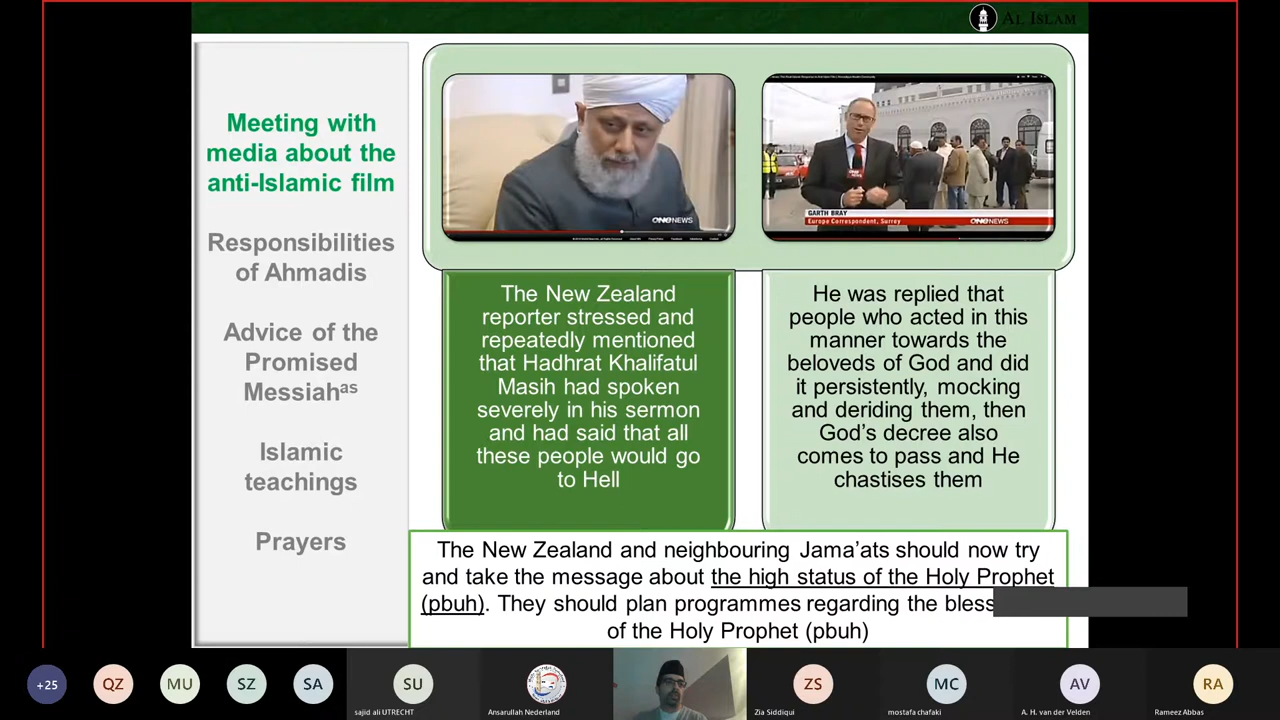 AL ISLAM
Meeting with
media about the
anti-Islamic film
Responsibilities
of Ahmadis
Advice of the
Promised
Messiahas
Islamic
teachings
Prayers
ONE NEWS
GARTH BRAY
Europe Correspondent, Surrey
ONE NEWS
The New Zealand
reporter stressed and
repeatedly mentioned
that Hadhrat Khalifatul
Masih had spoken
severely in his sermon
and had said that all
these people would go
to Hell
He was replied that
people who acted in this
manner towards the
beloveds of God and did
it persistently, mocking
and deriding them, then
God’s decree also
comes to pass and He
chastises them
The New Zealand and neighbouring Jama’ats should now try
and take the message about the high status of the Holy Prophet
(pbuh). They should plan programmes regarding the bless
of the Holy Prophet (pbuh)
+25
QZ
MU
SZ
SA
SU
sajid ali UTRECHT
Ansarullah Nederland
ZS
Zia Siddiqui
MC
mostafa chafaki
AV
A. H. van der Velden
RA
Rameez Abbas